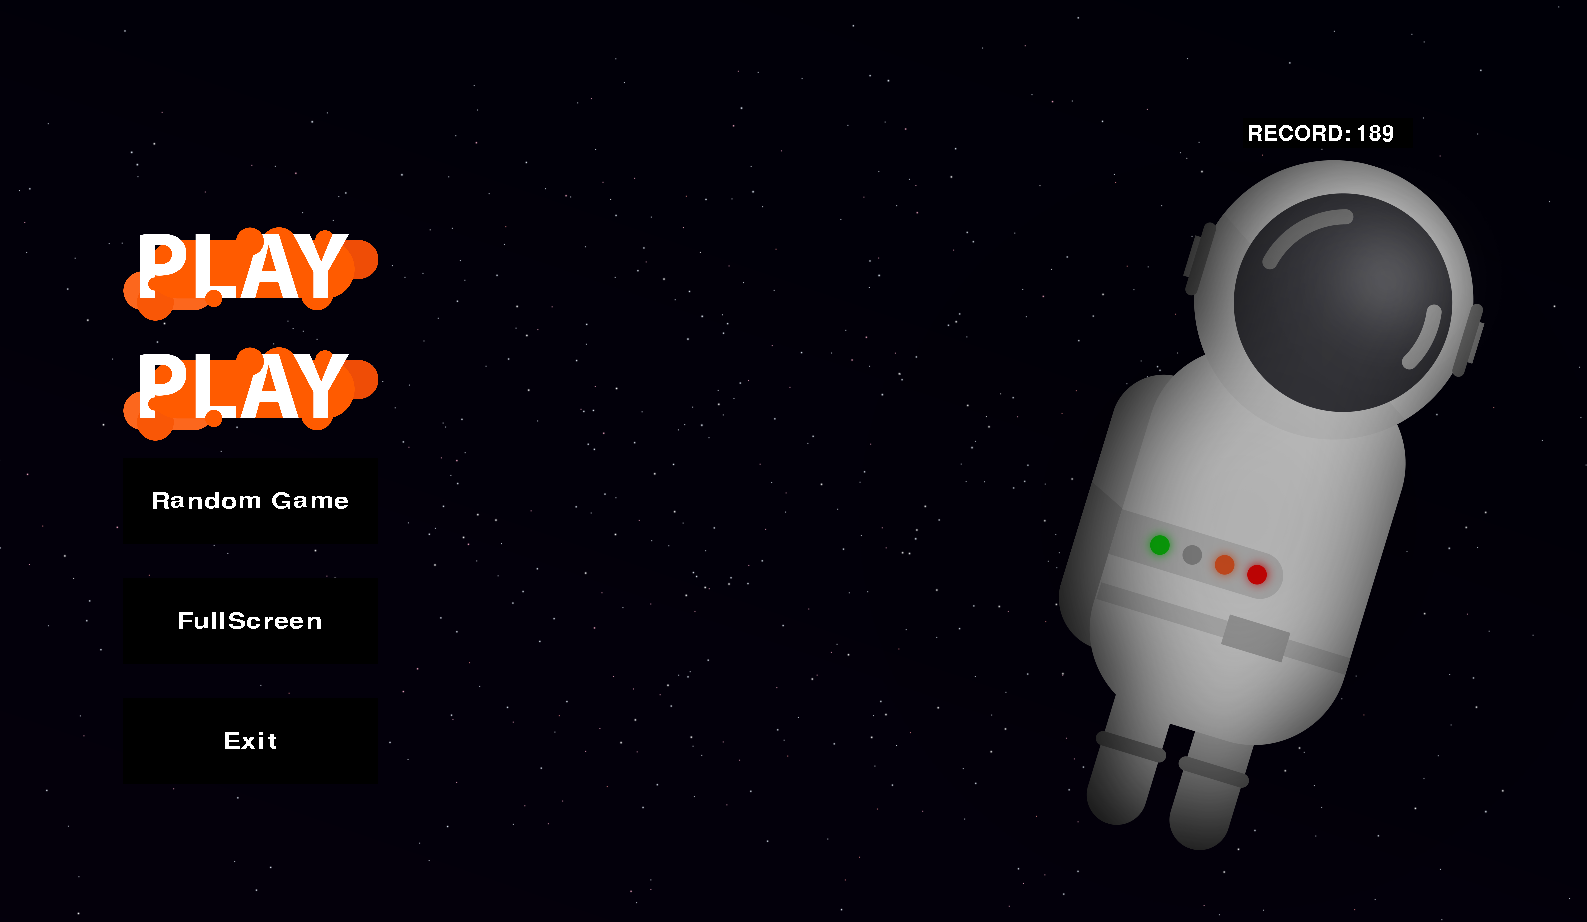 RECORD: 189
PLAY
PLAY
Random Game
FullScreen
Exit